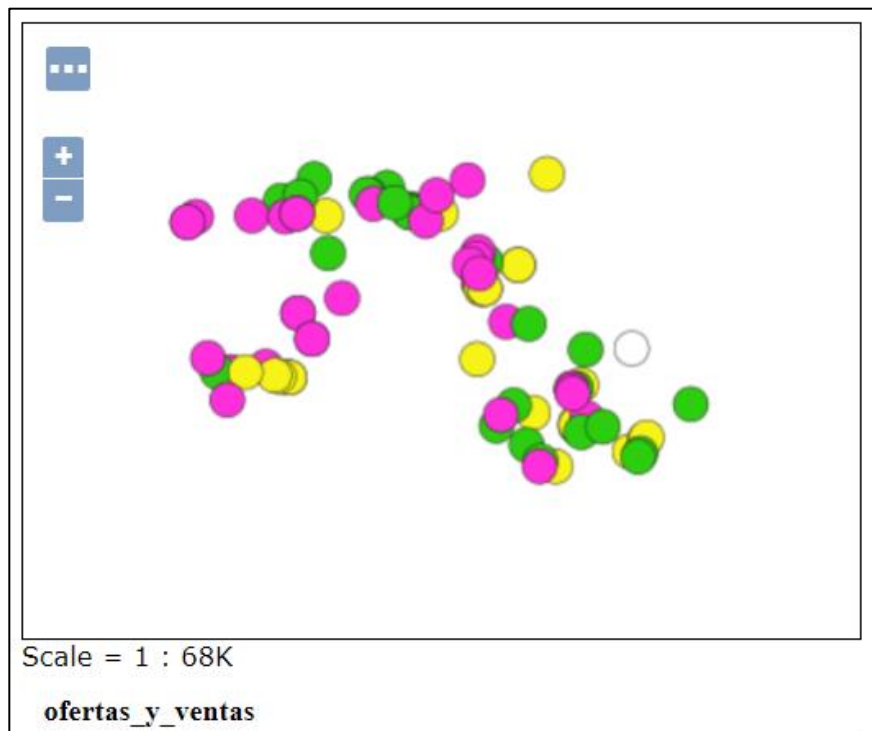 +
−
Scale = 1 : 68K
ofertas_y_ventas